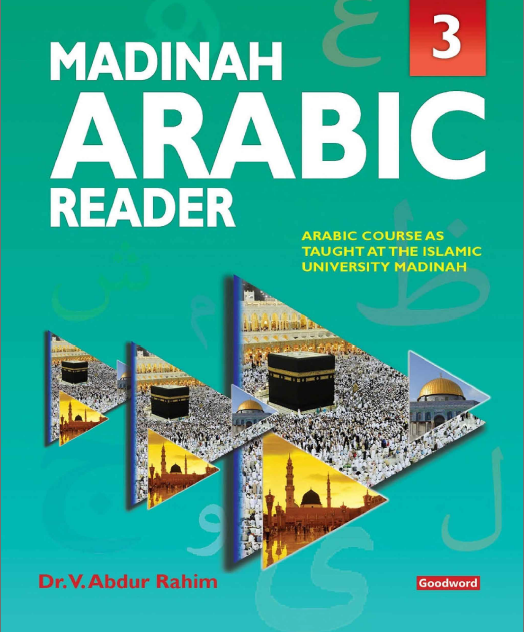 3
MADINAH
ARABIC
READER
ARABIC COURSE AS
TAUGHT AT THE ISLAMIC
UNIVERSITY MADINAH
ع
ظ
ش
م
ل
ج
و
ي
Dr. V. Abdur Rahim
Goodword